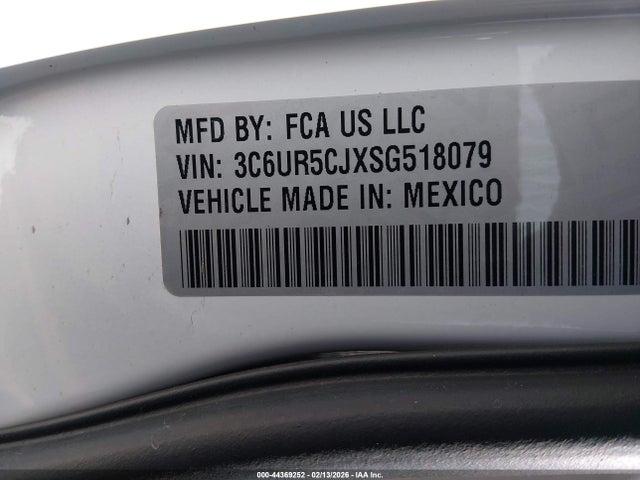 MFD BY: FCA US LLC
VIN: 3C6UR5CJXSG518079
VEHICLE MADE IN: MEXICO
000-44369252 - 02/13/2026 - IAA Inc.